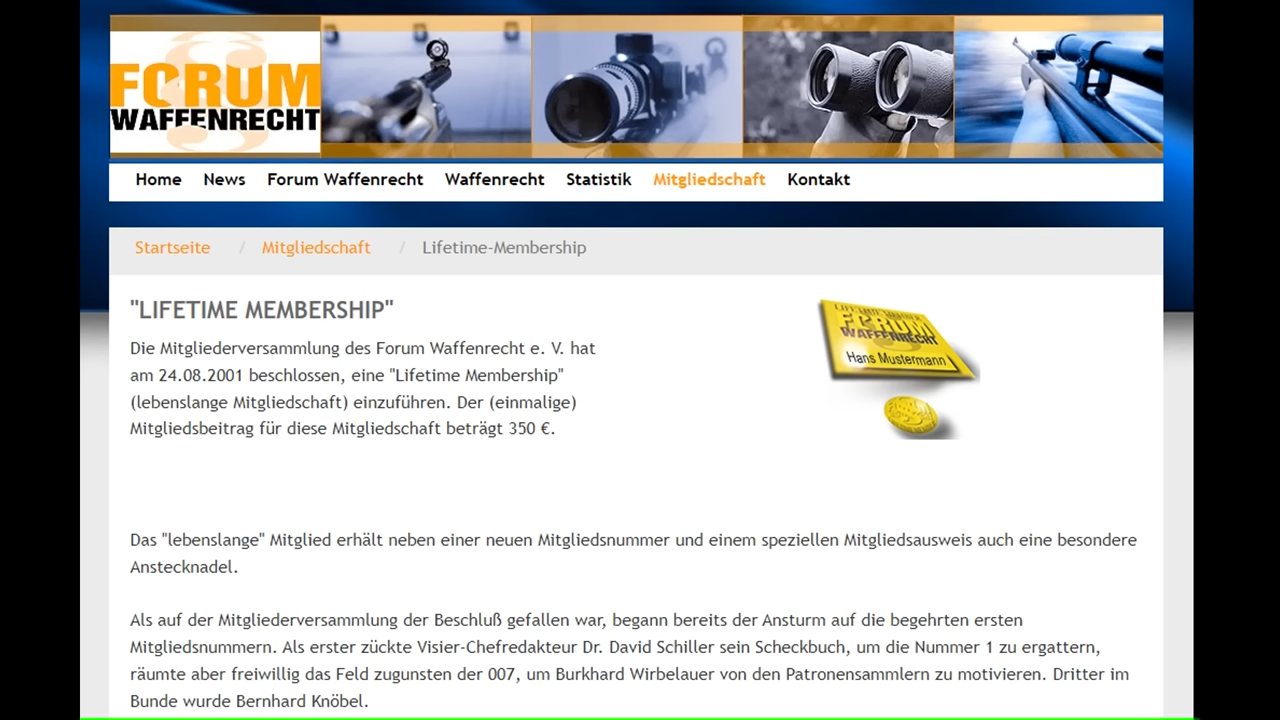 FORUM
WAFFENRECHT
Home News Forum Waffenrecht Waffenrecht Statistik Mitgliedschaft Kontakt
Startseite / Mitgliedschaft / Lifetime-Membership
"LIFETIME MEMBERSHIP"
Die Mitgliederversammlung des Forum Waffenrecht e. V. hat
am 24.08.2001 beschlossen, eine "Lifetime Membership"
(lebenslange Mitgliedschaft) einzuführen. Der (einmalige)
Mitgliedsbeitrag für diese Mitgliedschaft beträgt 350 €.
FORUM
WAFFENRECHT
Hans Mustermann
Das "lebenslange" Mitglied erhält neben einer neuen Mitgliedsnummer und einem speziellen Mitgliedsausweis auch eine besondere
Anstecknadel.
Als auf der Mitgliederversammlung der Beschluß gefallen war, begann bereits der Ansturm auf die begehrten ersten
Mitgliedsnummern. Als erster zückte Visier-Chefredakteur Dr. David Schiller sein Scheckbuch, um die Nummer 1 zu ergattern,
räumte aber freiwillig das Feld zugunsten der 007, um Burkhard Wirbelauer von den Patronensammlern zu motivieren. Dritter im
Bunde wurde Bernhard Knöbel.